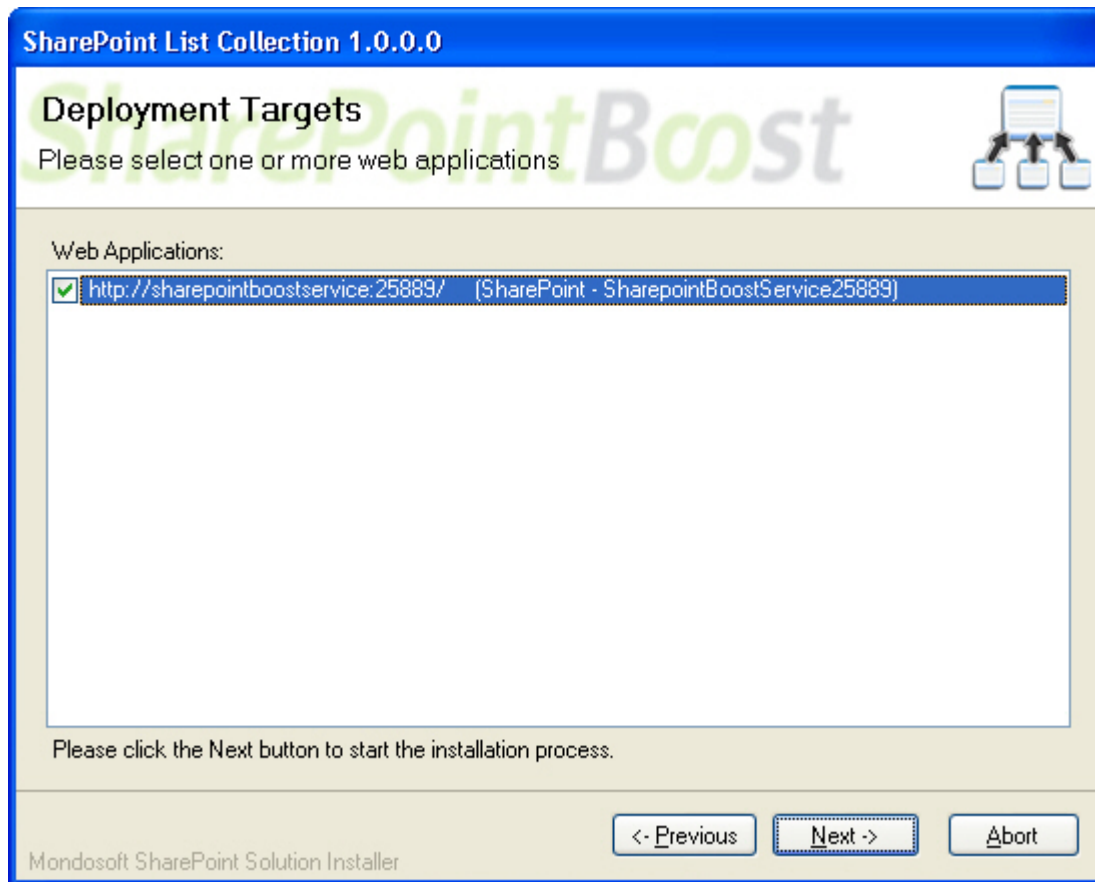 SharePoint List Collection 1.0.0.0
SharePointBoost
Deployment Targets
Please select one or more web applications
Web Applications:
http://sharepointboostservice:25889/ (SharePoint - SharepointBoostService25889)
Please click the Next button to start the installation process.
<- Previous Next -> Abort
Mondosoft SharePoint Solution Installer